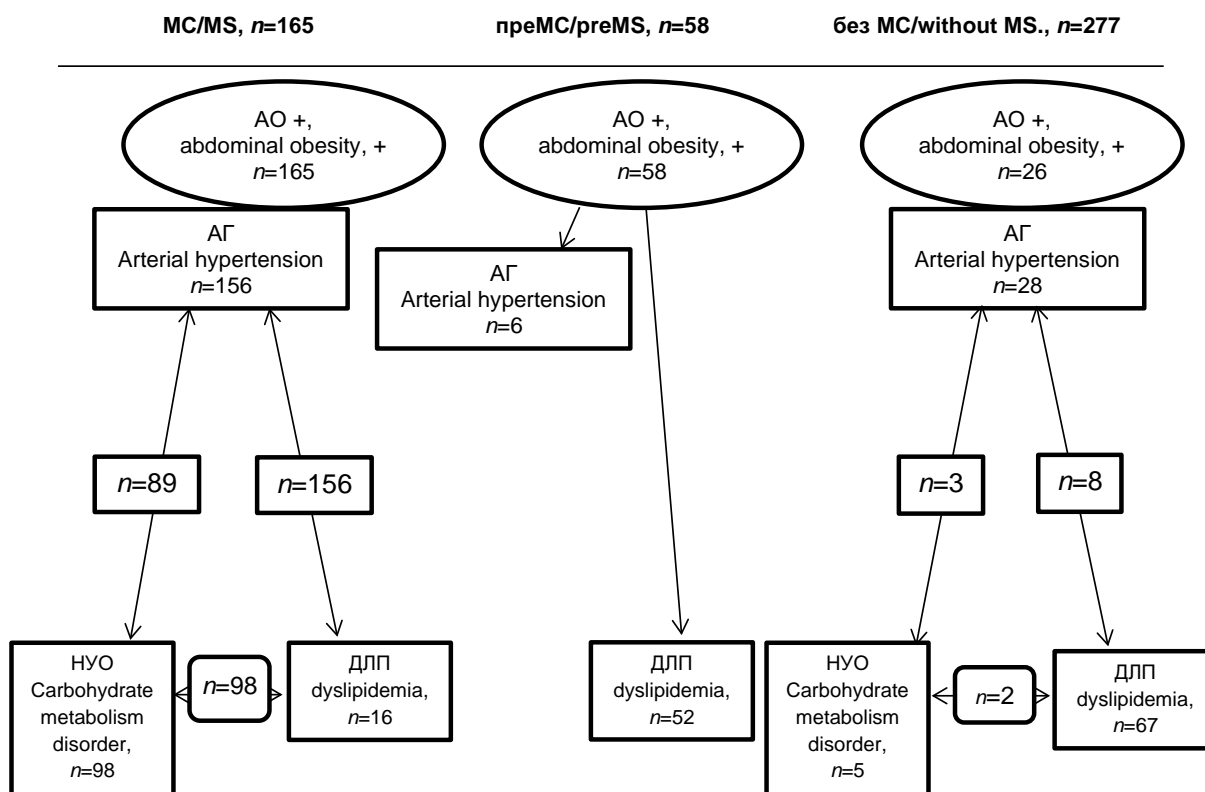 МС/MS, n=165
преМС/preMS, n=58
без МС/without MS., n=277
АО +,
abdominal obesity, +
n=165
АО +,
abdominal obesity, +
n=58
АО +,
abdominal obesity, +
n=26
АГ
Arterial hypertension
n=156
АГ
Arterial hypertension
n=6
АГ
Arterial hypertension
n=28
n=89
n=156
n=3
n=8
НУО
Carbohydrate
metabolism
disorder,
n=98
n=98
ДЛП
dyslipidemia,
n=16
ДЛП
dyslipidemia,
n=52
НУО
Carbohydrate
metabolism
disorder,
n=5
n=2
ДЛП
dyslipidemia,
n=67